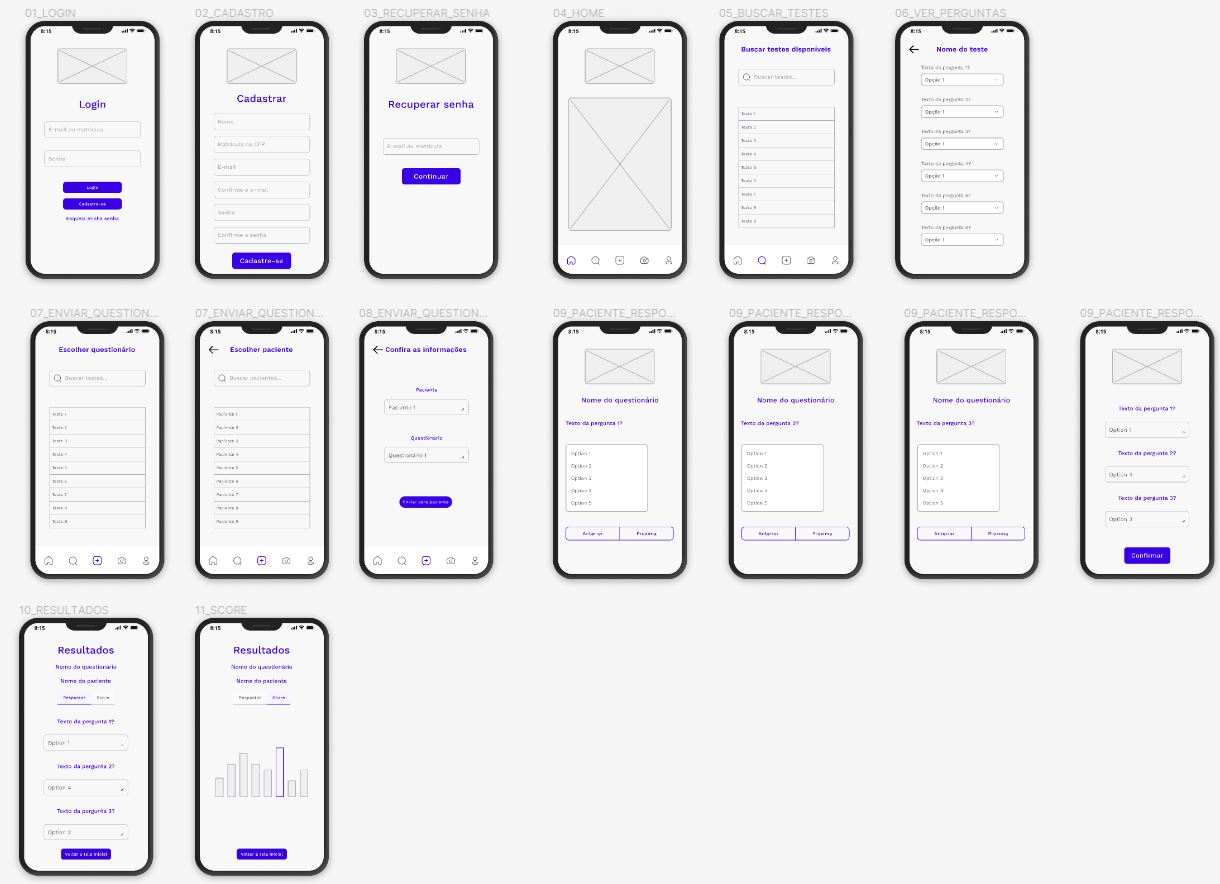 01_LOGIN
8:15
Login
E-mail ou matrícula
Senha
Login
Cadastre-se
Esqueci minha senha
02_CADASTRO
8:15
Cadastrar
Nome
Matrícula no CFP
E-mail
Confirme o e-mail
Senha
Confirme a senha
Cadastre-se
03_RECUPERAR_SENHA
8:15
Recuperar senha
E-mail ou matrícula
Continuar
04_HOME
8:15
05_BUSCAR_TESTES
8:15
Buscar testes disponíveis
Buscar testes...
Teste 1
Teste 2
Teste 3
Teste 4
Teste 5
Teste 6
Teste 7
Teste 8
Teste 9
06_VER_PERGUNTAS
8:15
Nome do teste
Texto da pergunta 1?
Opção 1
Texto da pergunta 2?
Opção 1
Texto da pergunta 3?
Opção 1
Texto da pergunta 4?
Opção 1
Texto da pergunta 5?
Opção 1
Texto da pergunta 6?
Opção 1
07_ENVIAR_QUESTION...
8:15
Escolher questionário
Buscar testes...
Teste 1
Teste 2
Teste 3
Teste 4
Teste 5
Teste 6
Teste 7
Teste 8
Teste 9
07_ENVIAR_QUESTION...
8:15
Escolher paciente
Buscar pacientes...
Paciente 1
Paciente 2
Paciente 3
Paciente 4
Paciente 5
Paciente 6
Paciente 7
Paciente 8
Paciente 9
08_ENVIAR_QUESTION...
8:15
Confira as informações
Paciente
Paciente 1
Questionário
Questionário 1
Enviar para paciente
09_PACIENTE_RESPO...
8:15
Nome do questionário
Texto da pergunta 1?
Option 1
Option 2
Option 3
Option 4
Option 5
Anterior
Próxima
09_PACIENTE_RESPO...
8:15
Nome do questionário
Texto da pergunta 2?
Option 1
Option 2
Option 3
Option 4
Option 5
Anterior
Próxima
09_PACIENTE_RESPO...
8:15
Nome do questionário
Texto da pergunta 3?
Option 1
Option 2
Option 3
Option 4
Option 5
Anterior
Próxima
09_PACIENTE_RESPO...
8:15
Texto da pergunta 1?
Option 1
Texto da pergunta 2?
Option 4
Texto da pergunta 3?
Option 3
Confirmar
10_RESULTADOS
8:15
Resultados
Nome do questionário
Nome do paciente
Respostas
Score
Texto da pergunta 1?
Option 1
Texto da pergunta 2?
Option 4
Texto da pergunta 3?
Option 3
Voltar a tela inicial
11_SCORE
8:15
Resultados
Nome do questionário
Nome do paciente
Respostas
Score
Voltar a tela inicial